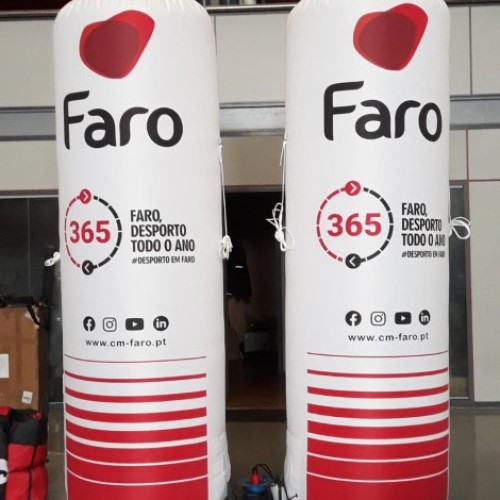 Faro
365
FARO,
DESPORTO
TODO O ANO
#DESPORTO EM FARO
www.cm-faro.pt
Faro
365
FARO,
DESPORTO
TODO O ANO
#DESPORTO EM FARO
www.cm-faro.pt